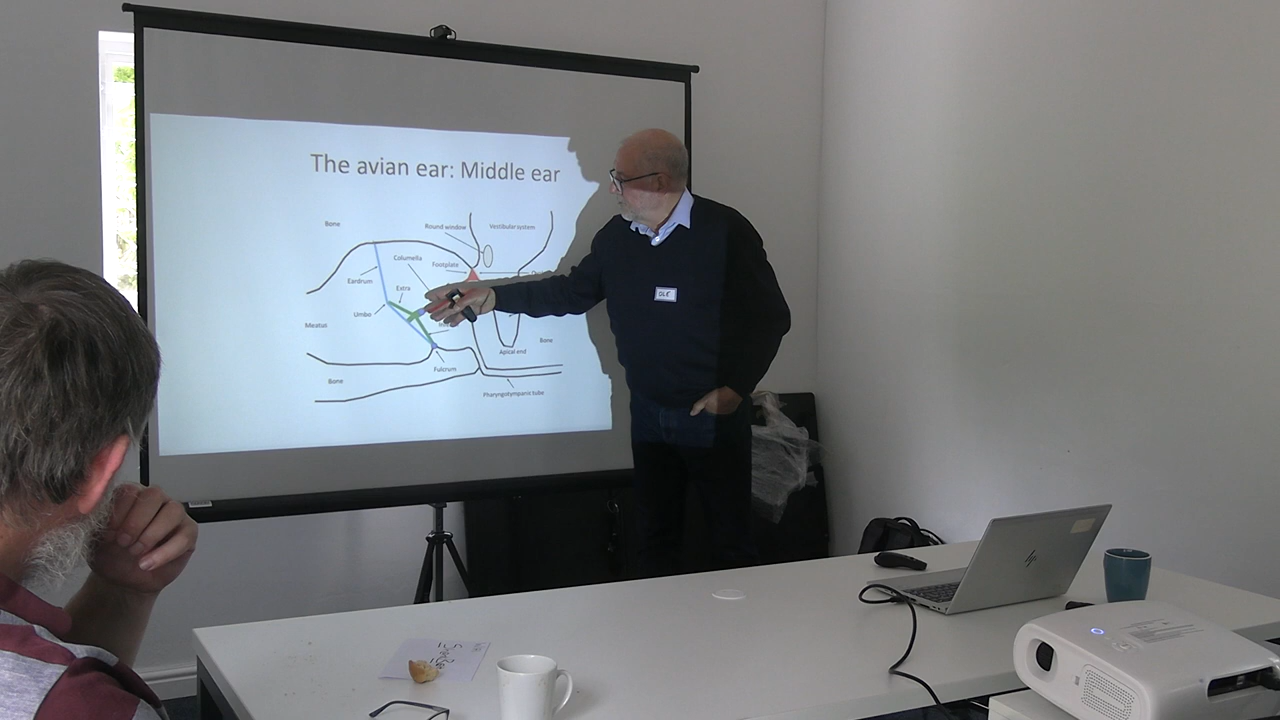 The avian ear: Middle ear
Bone
Round window
Vestibular system
Columella
Footplate
Eardrum
Extra
Umbo
Meatus
Bone
Apical end
Fulcrum
Bone
Pharyngotympanic tube
OLE
hp